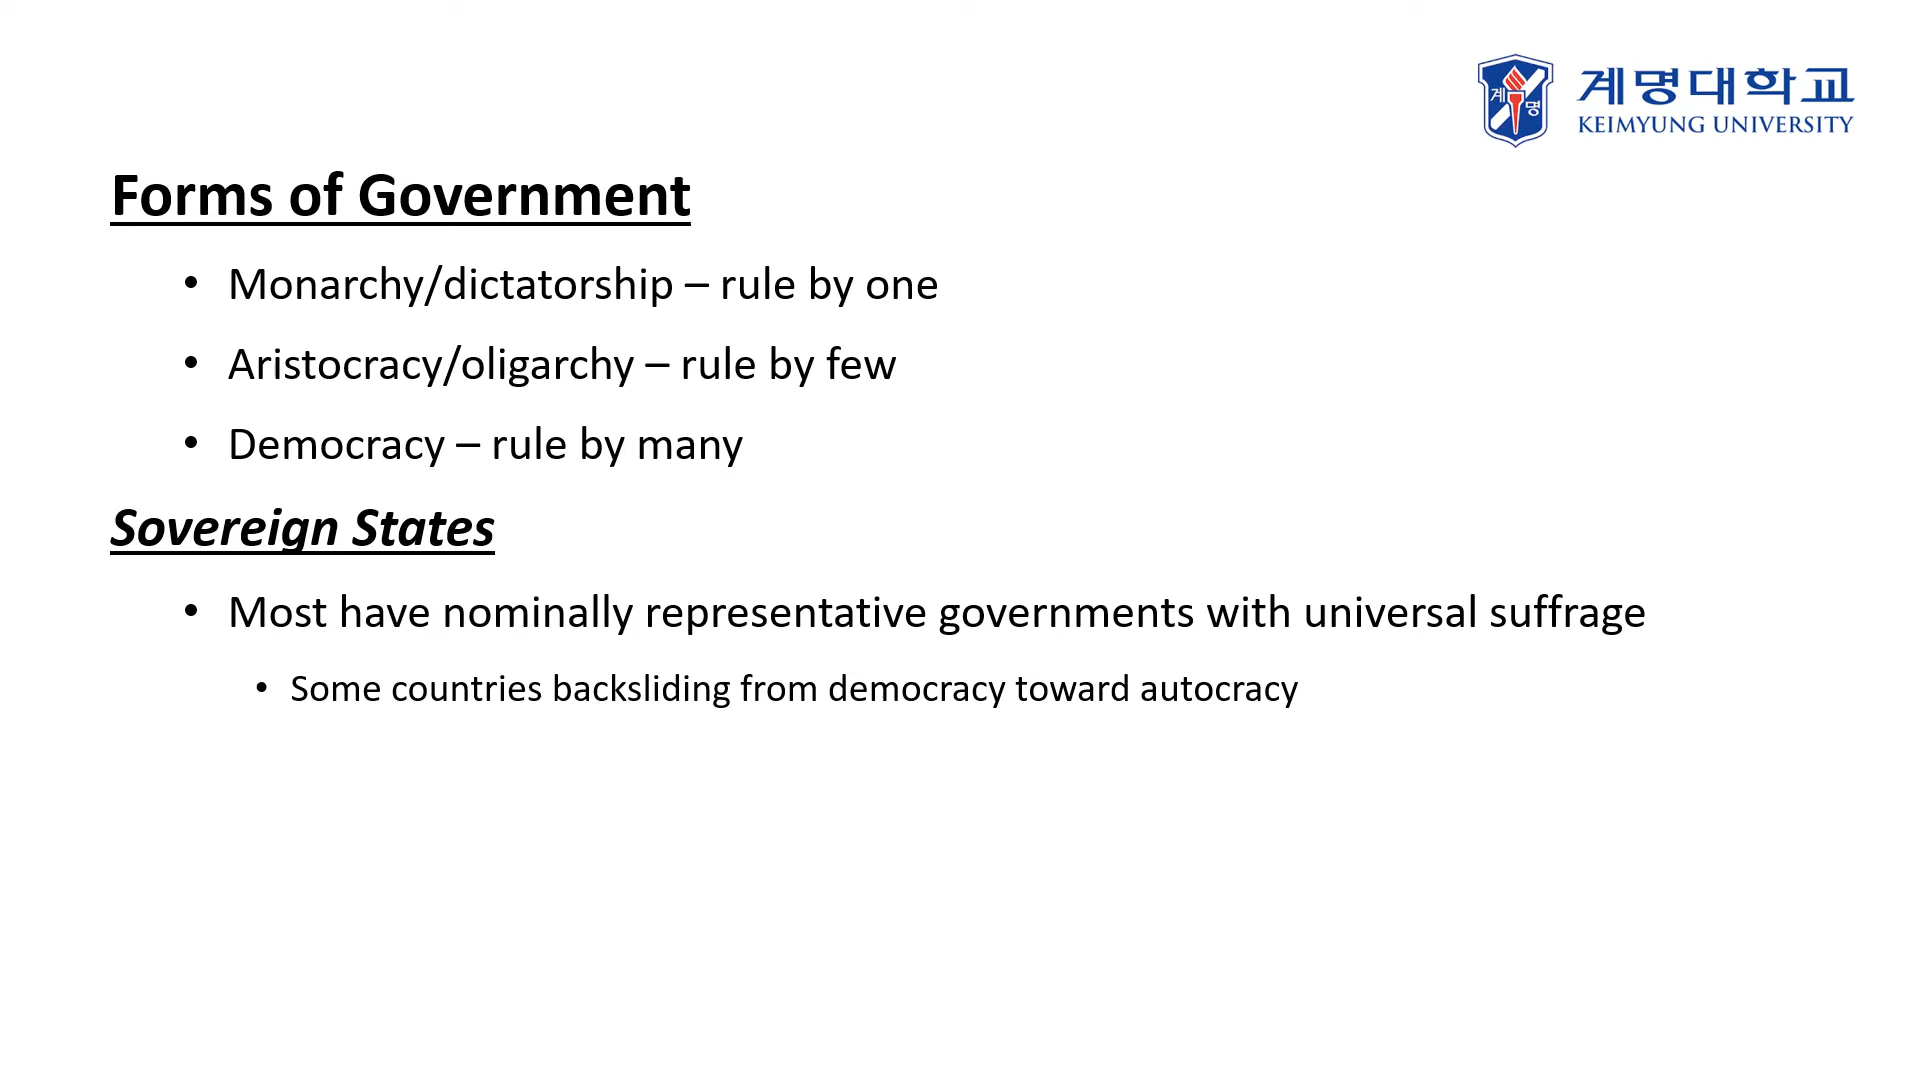 계명
계명대학교
KEIMYUNG UNIVERSITY
Forms of Government
• Monarchy/dictatorship – rule by one
• Aristocracy/oligarchy – rule by few
• Democracy – rule by many
Sovereign States
• Most have nominally representative governments with universal suffrage
• Some countries backsliding from democracy toward autocracy